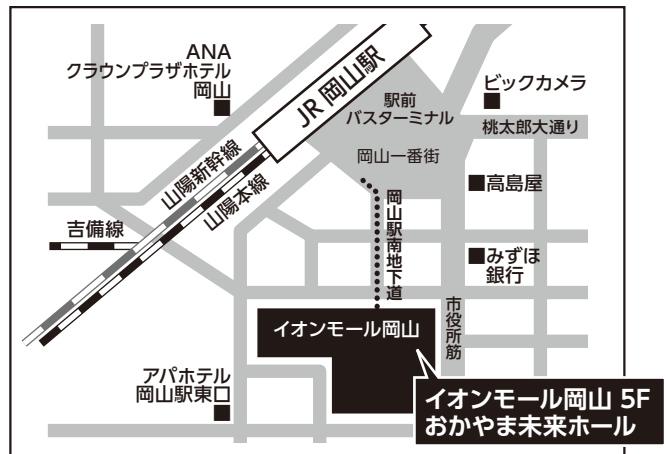 ANA
クラウンプラザホテル
岡山■
JR 岡山駅
駅前
バスターミナル
ビックカメラ
■
桃太郎大通り
岡山一番街
山陽新幹線
山陽本線
■高島屋
岡山駅南地下道
吉備線
■みずほ
銀行
市役所筋
イオンモール岡山
アパホテル
岡山駅東口
■
イオンモール岡山 5F
おかやま未来ホール